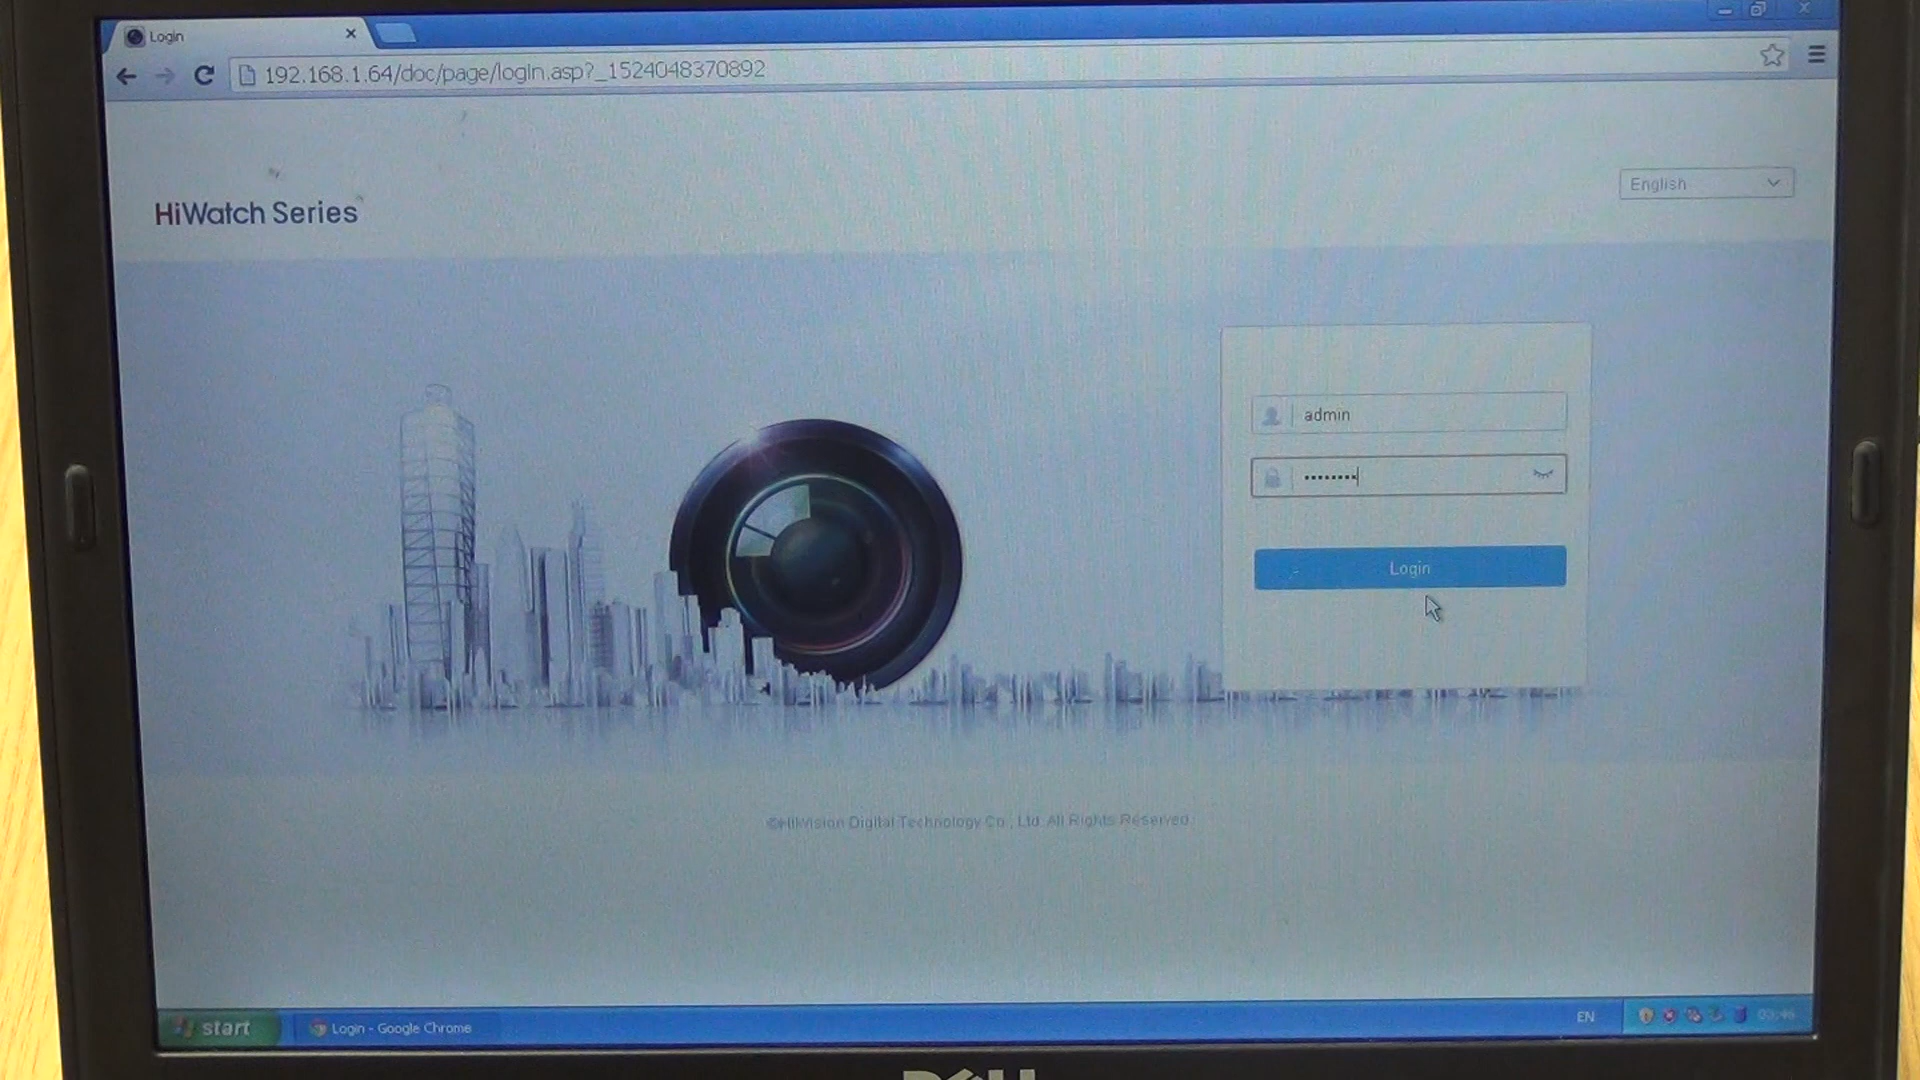 Login
192.168.1.64/doc/page/login.asp?_1524048370892
HiWatch Series
English
admin
Login
©Hikvision Digital Technology Co., Ltd. All Rights Reserved.
start
Login - Google Chrome
EN